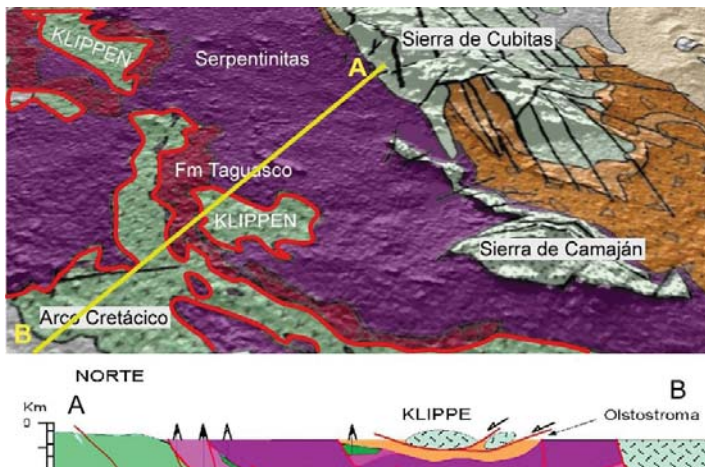 KLIPPEN
Serpentinitas
Sierra de Cubitas
A
Fm Taguasco
KLIPPEN
Sierra de Camaján
Arco Cretácico
B
NORTE
Km
A
0
KLIPPE
B
Olstostroma